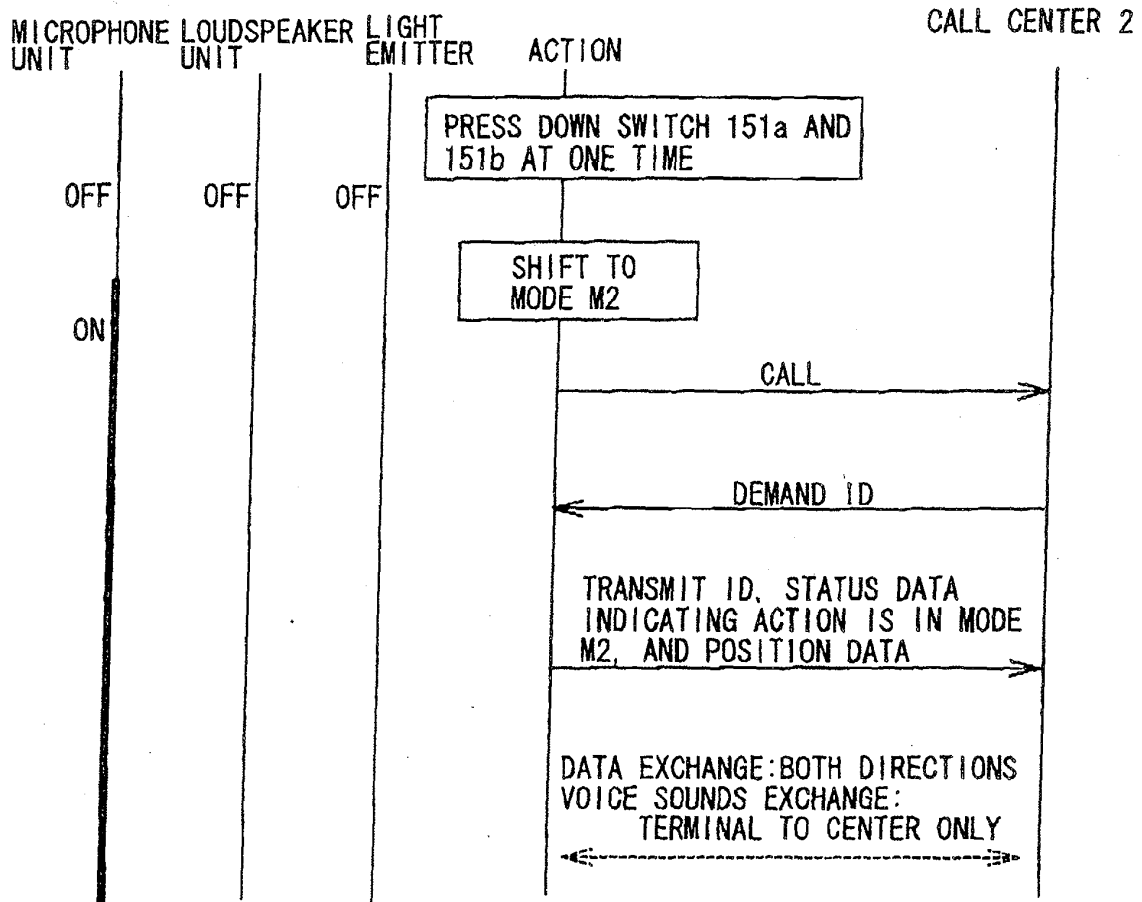 MICROPHONE UNIT
LOUDSPEAKER UNIT
LIGHT EMITTER
ACTION
CALL CENTER 2
PRESS DOWN SWITCH 151a AND
151b AT ONE TIME
OFF
OFF
OFF
SHIFT TO
MODE M2
ON
CALL
DEMAND ID
TRANSMIT ID, STATUS DATA
INDICATING ACTION IS IN MODE
M2, AND POSITION DATA
DATA EXCHANGE:BOTH DIRECTIONS
VOICE SOUNDS EXCHANGE:
TERMINAL TO CENTER ONLY